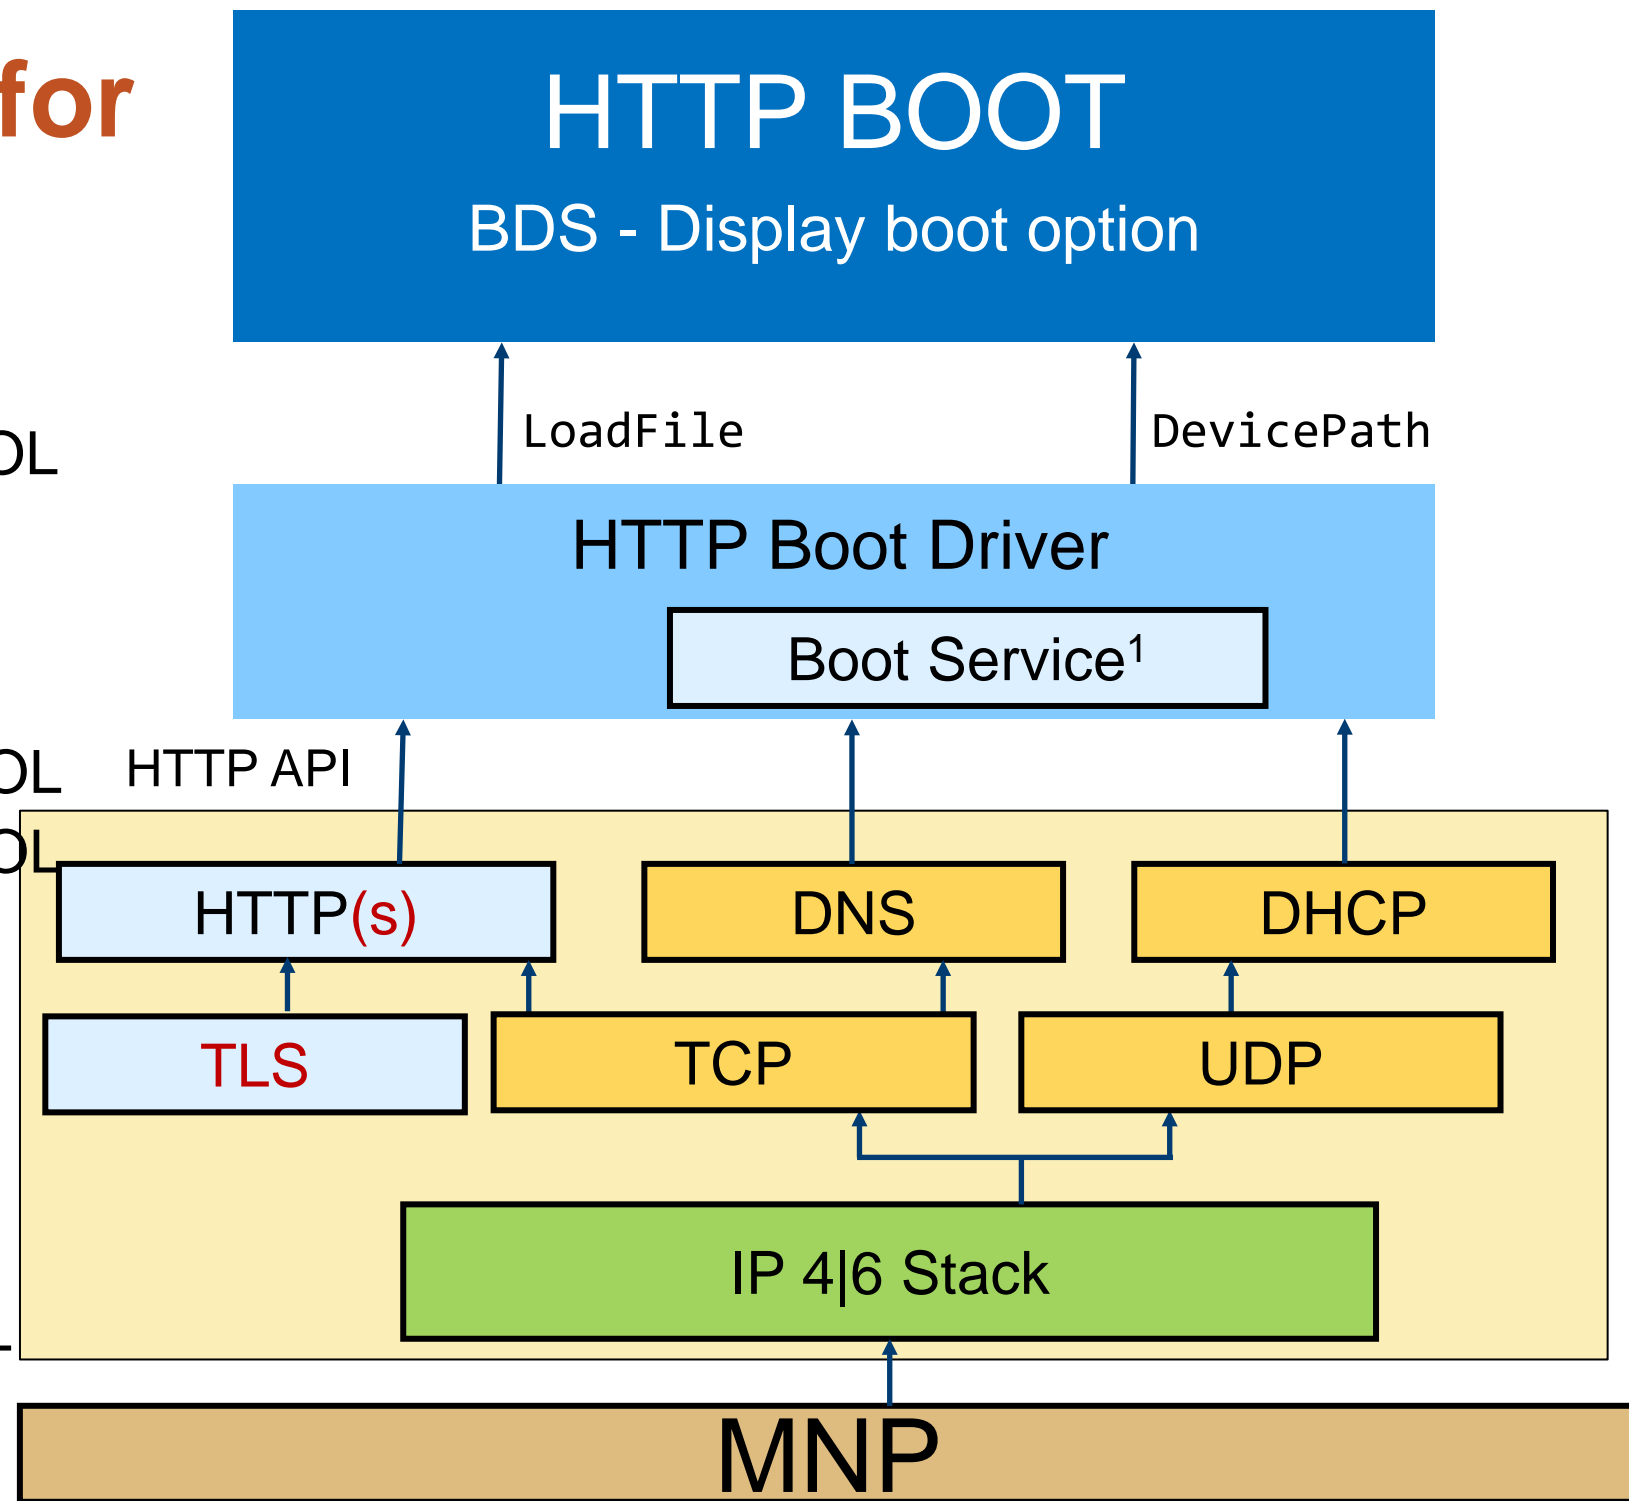 for
HTTP BOOT
BDS - Display boot option
LoadFile
DevicePath
OL
HTTP Boot Driver
Boot Service¹
OL
HTTP API
OL
HTTP(s)
DNS
DHCP
TLS
TCP
UDP
IP 4|6 Stack
MNP